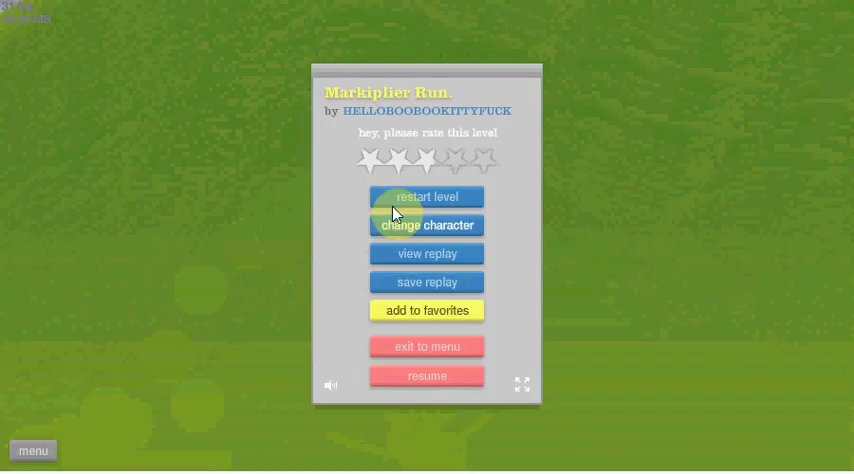 Markiplier Run.
by HELLOBOOBOOKITTYFUCK
hey, please rate this level
restart level
change character
view replay
save replay
add to favorites
exit to menu
resume
menu